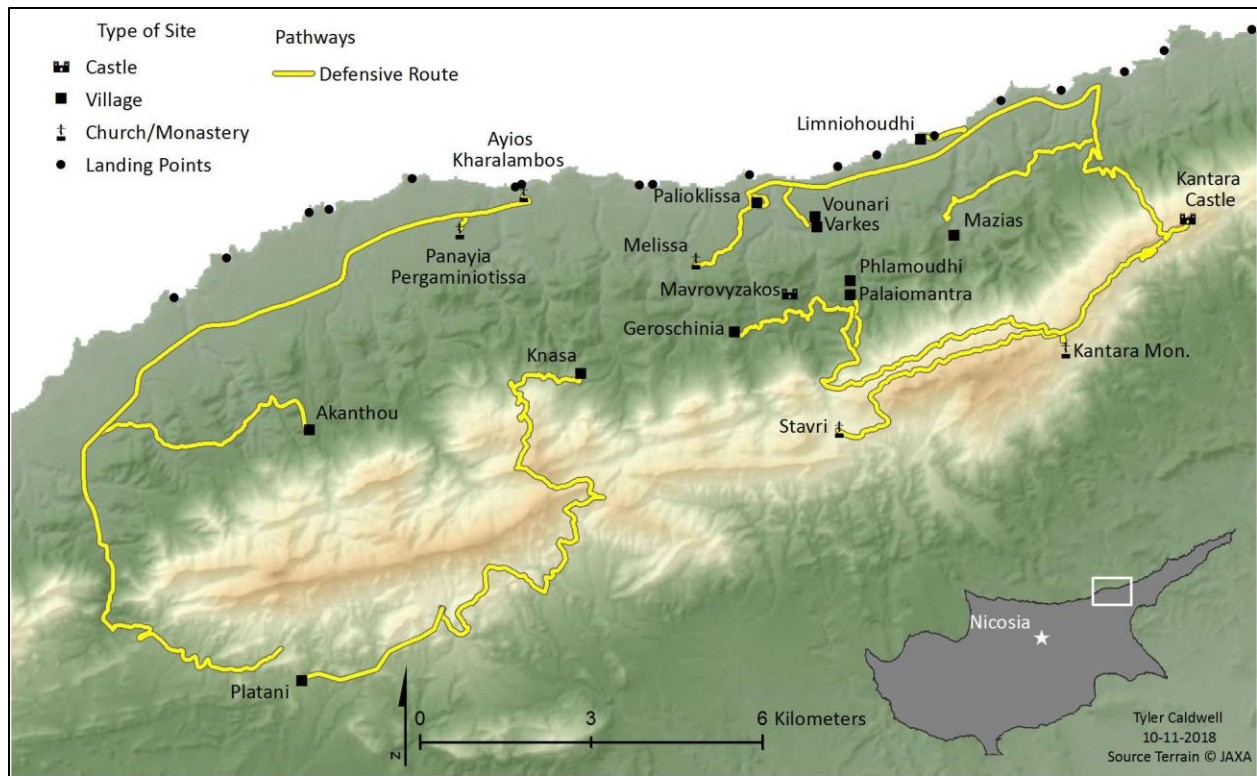 Type of Site
Pathways
Castle
Defensive Route
Village
Church/Monastery
Landing Points
Ayios
Kharalambos
Limniohoudhi
Kantara
Castle
Palioklissa
Vounari
Varkes
Mazias
Panayia
Pergaminiotissa
Melissa
Phlamoudhi
Mavrovyzakos
Palaiomantra
Geroschinia
Knasa
Kantara Mon.
Akanthou
Stavri
Nicosia
Platani
N
0
3
6 Kilometers
Tyler Caldwell
10-11-2018
Source Terrain © JAXA